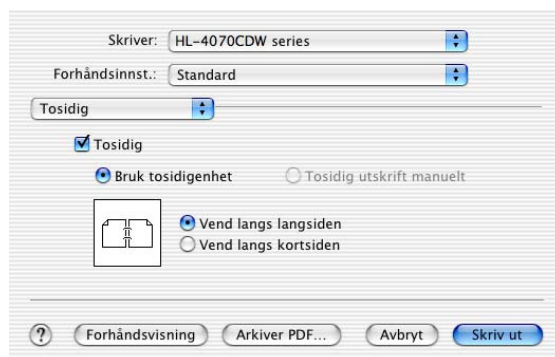 Skriver: HL-4070CDW series
Forhåndsinnst.: Standard
Tosidig
Tosidig
Bruk tosidigenhet Tosidig utskrift manuelt
Vend langs langsiden
Vend langs kortsiden
? Forhåndsvisning Arkiver PDF... Avbryt Skriv ut